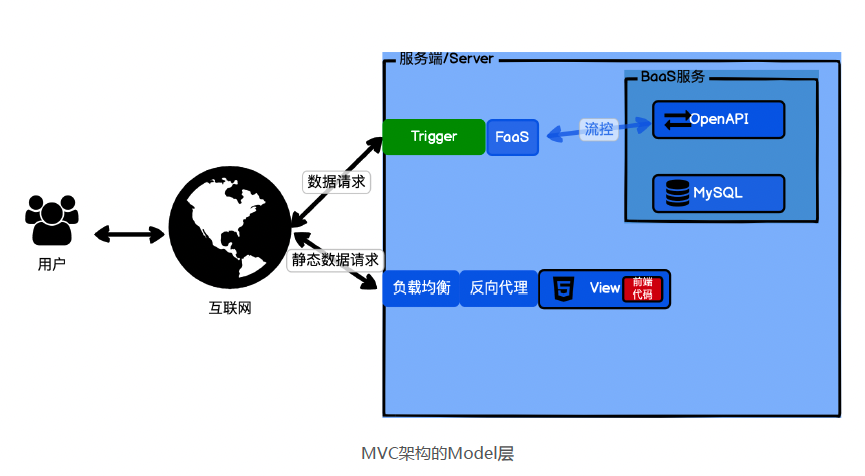 服务端/Server
BaaS服务
OpenAPI
Trigger
FaaS
流控
数据请求
MySQL
用户
静态数据请求
互联网
负载均衡
反向代理
View
前端
代码
MVC架构的Model层